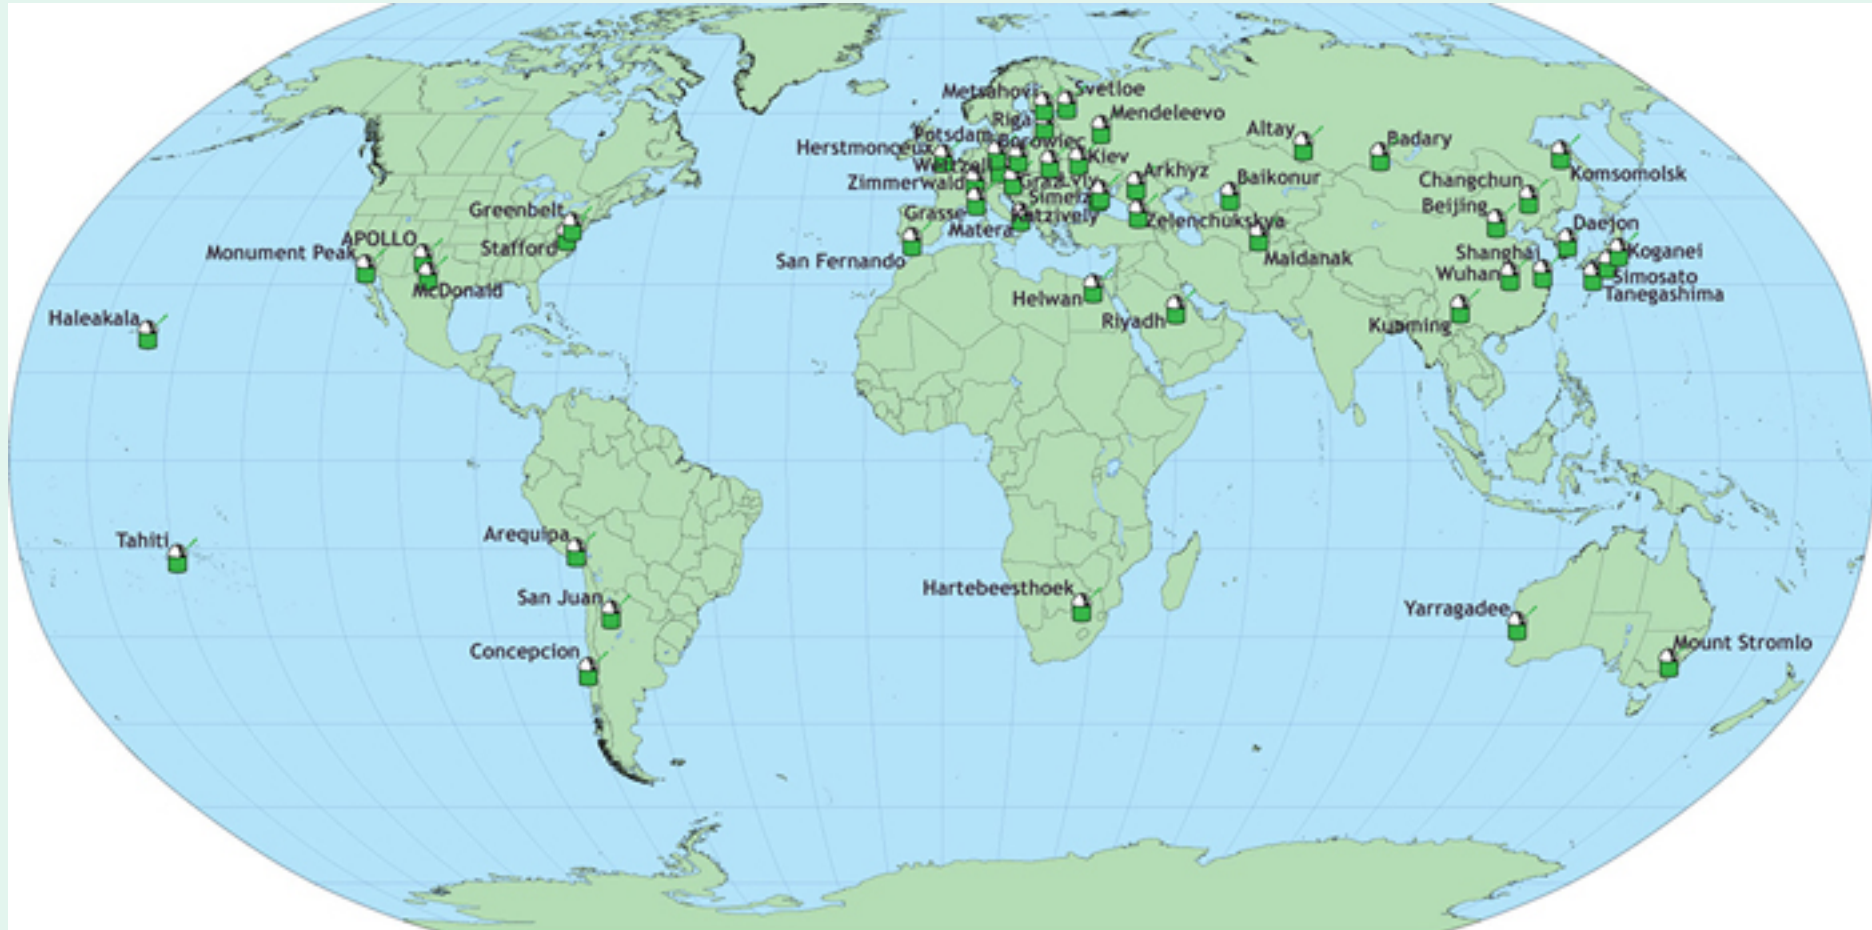 Metsahovi
Svetloe
Riga
Mendeleevo
Potsdam
Borowiec
Altay
Badary
Herstmonceux
Kiev
Komsomolsk
Arkhyz
Baikonur
Changchun
Zimmerwald
Graz
Simeiz
Beijing
Greenbelt
Grasse
Katzively
Zelenchukskya
Daejon
Stafford
Matera
APOLLO
Monument Peak
San Fernando
Maidanak
Shanghai
Koganei
Wuhan
Simosato
McDonald
Helwan
Tanegashima
Haleakala
Riyadh
Kunming
Tahiti
Arequipa
San Juan
Hartebeesthoek
Yarragadee
Concepcion
Mount Stromlo